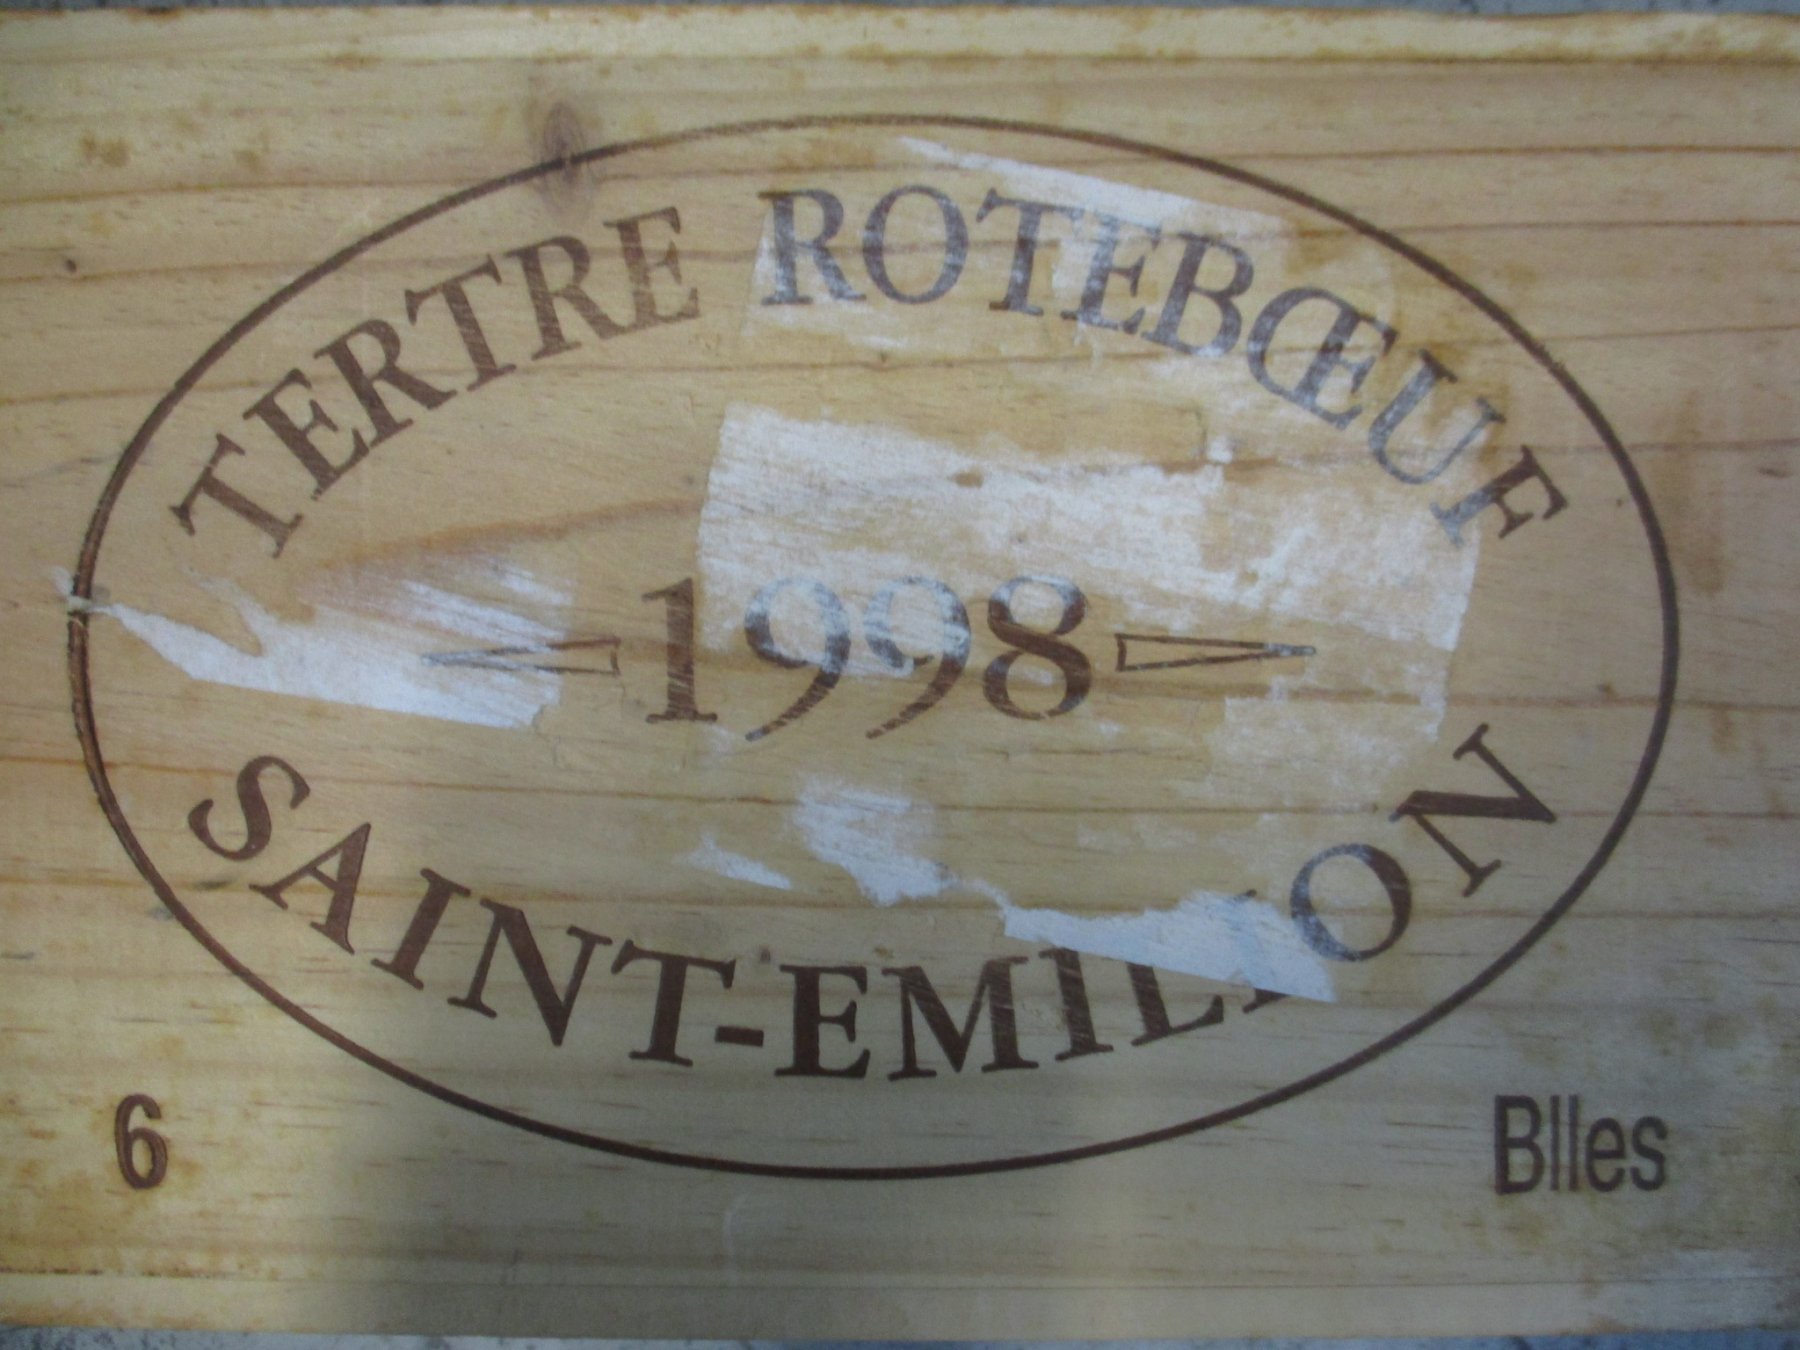 TERTRE ROTEBŒUF
1998
SAINT-EMILION
6 Blles